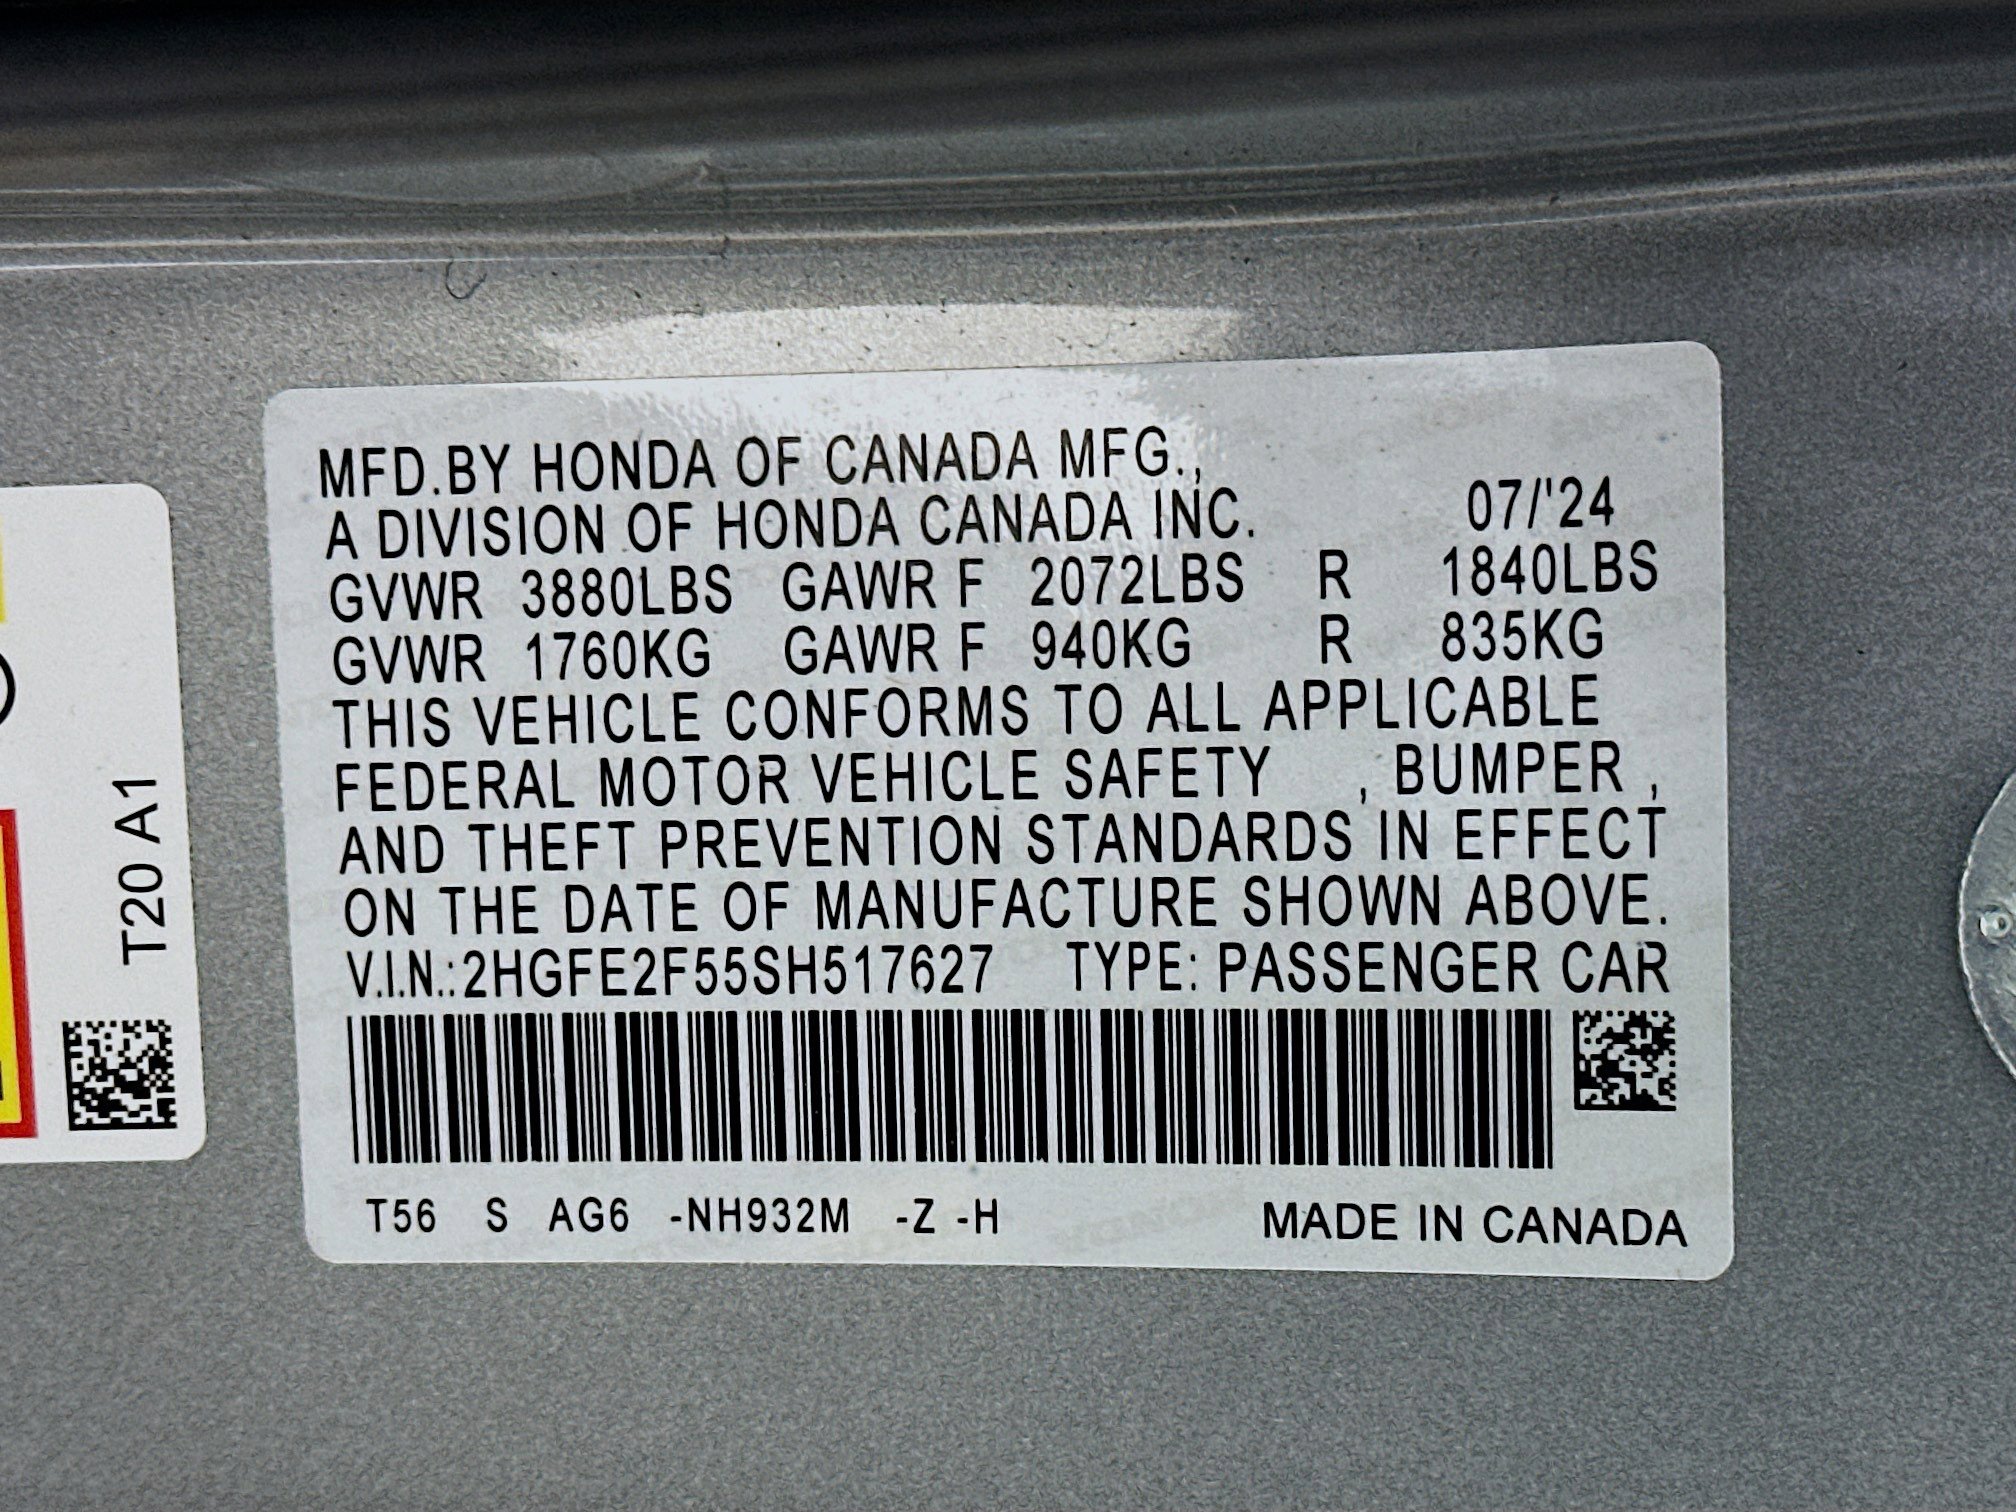 MFD.BY HONDA OF CANADA MFG.,
A DIVISION OF HONDA CANADA INC. 07/'24
GVWR 3880LBS GAWR F 2072LBS R 1840LBS
GVWR 1760KG GAWR F 940KG R 835KG
THIS VEHICLE CONFORMS TO ALL APPLICABLE
FEDERAL MOTOR VEHICLE SAFETY , BUMPER ,
AND THEFT PREVENTION STANDARDS IN EFFECT
ON THE DATE OF MANUFACTURE SHOWN ABOVE.
V.I.N.:2HGFE2F55SH517627 TYPE: PASSENGER CAR
T56 S AG6 -NH932M -Z -H MADE IN CANADA
T20 A1